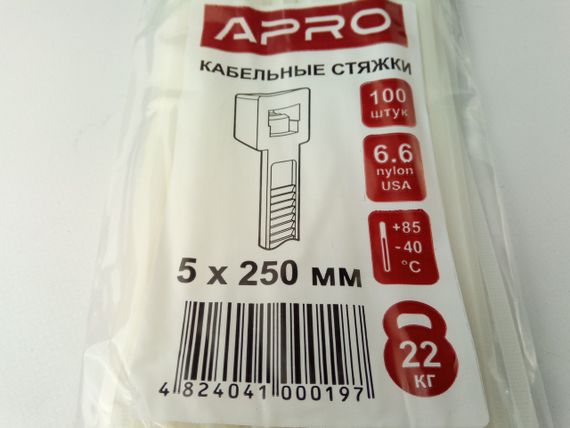 APRO
КАБЕЛЬНЫЕ СТЯЖКИ
100
штук
6.6
nylon
USA
+85
-40
°C
5 x 250 мм
22
кг
4 824041 000197